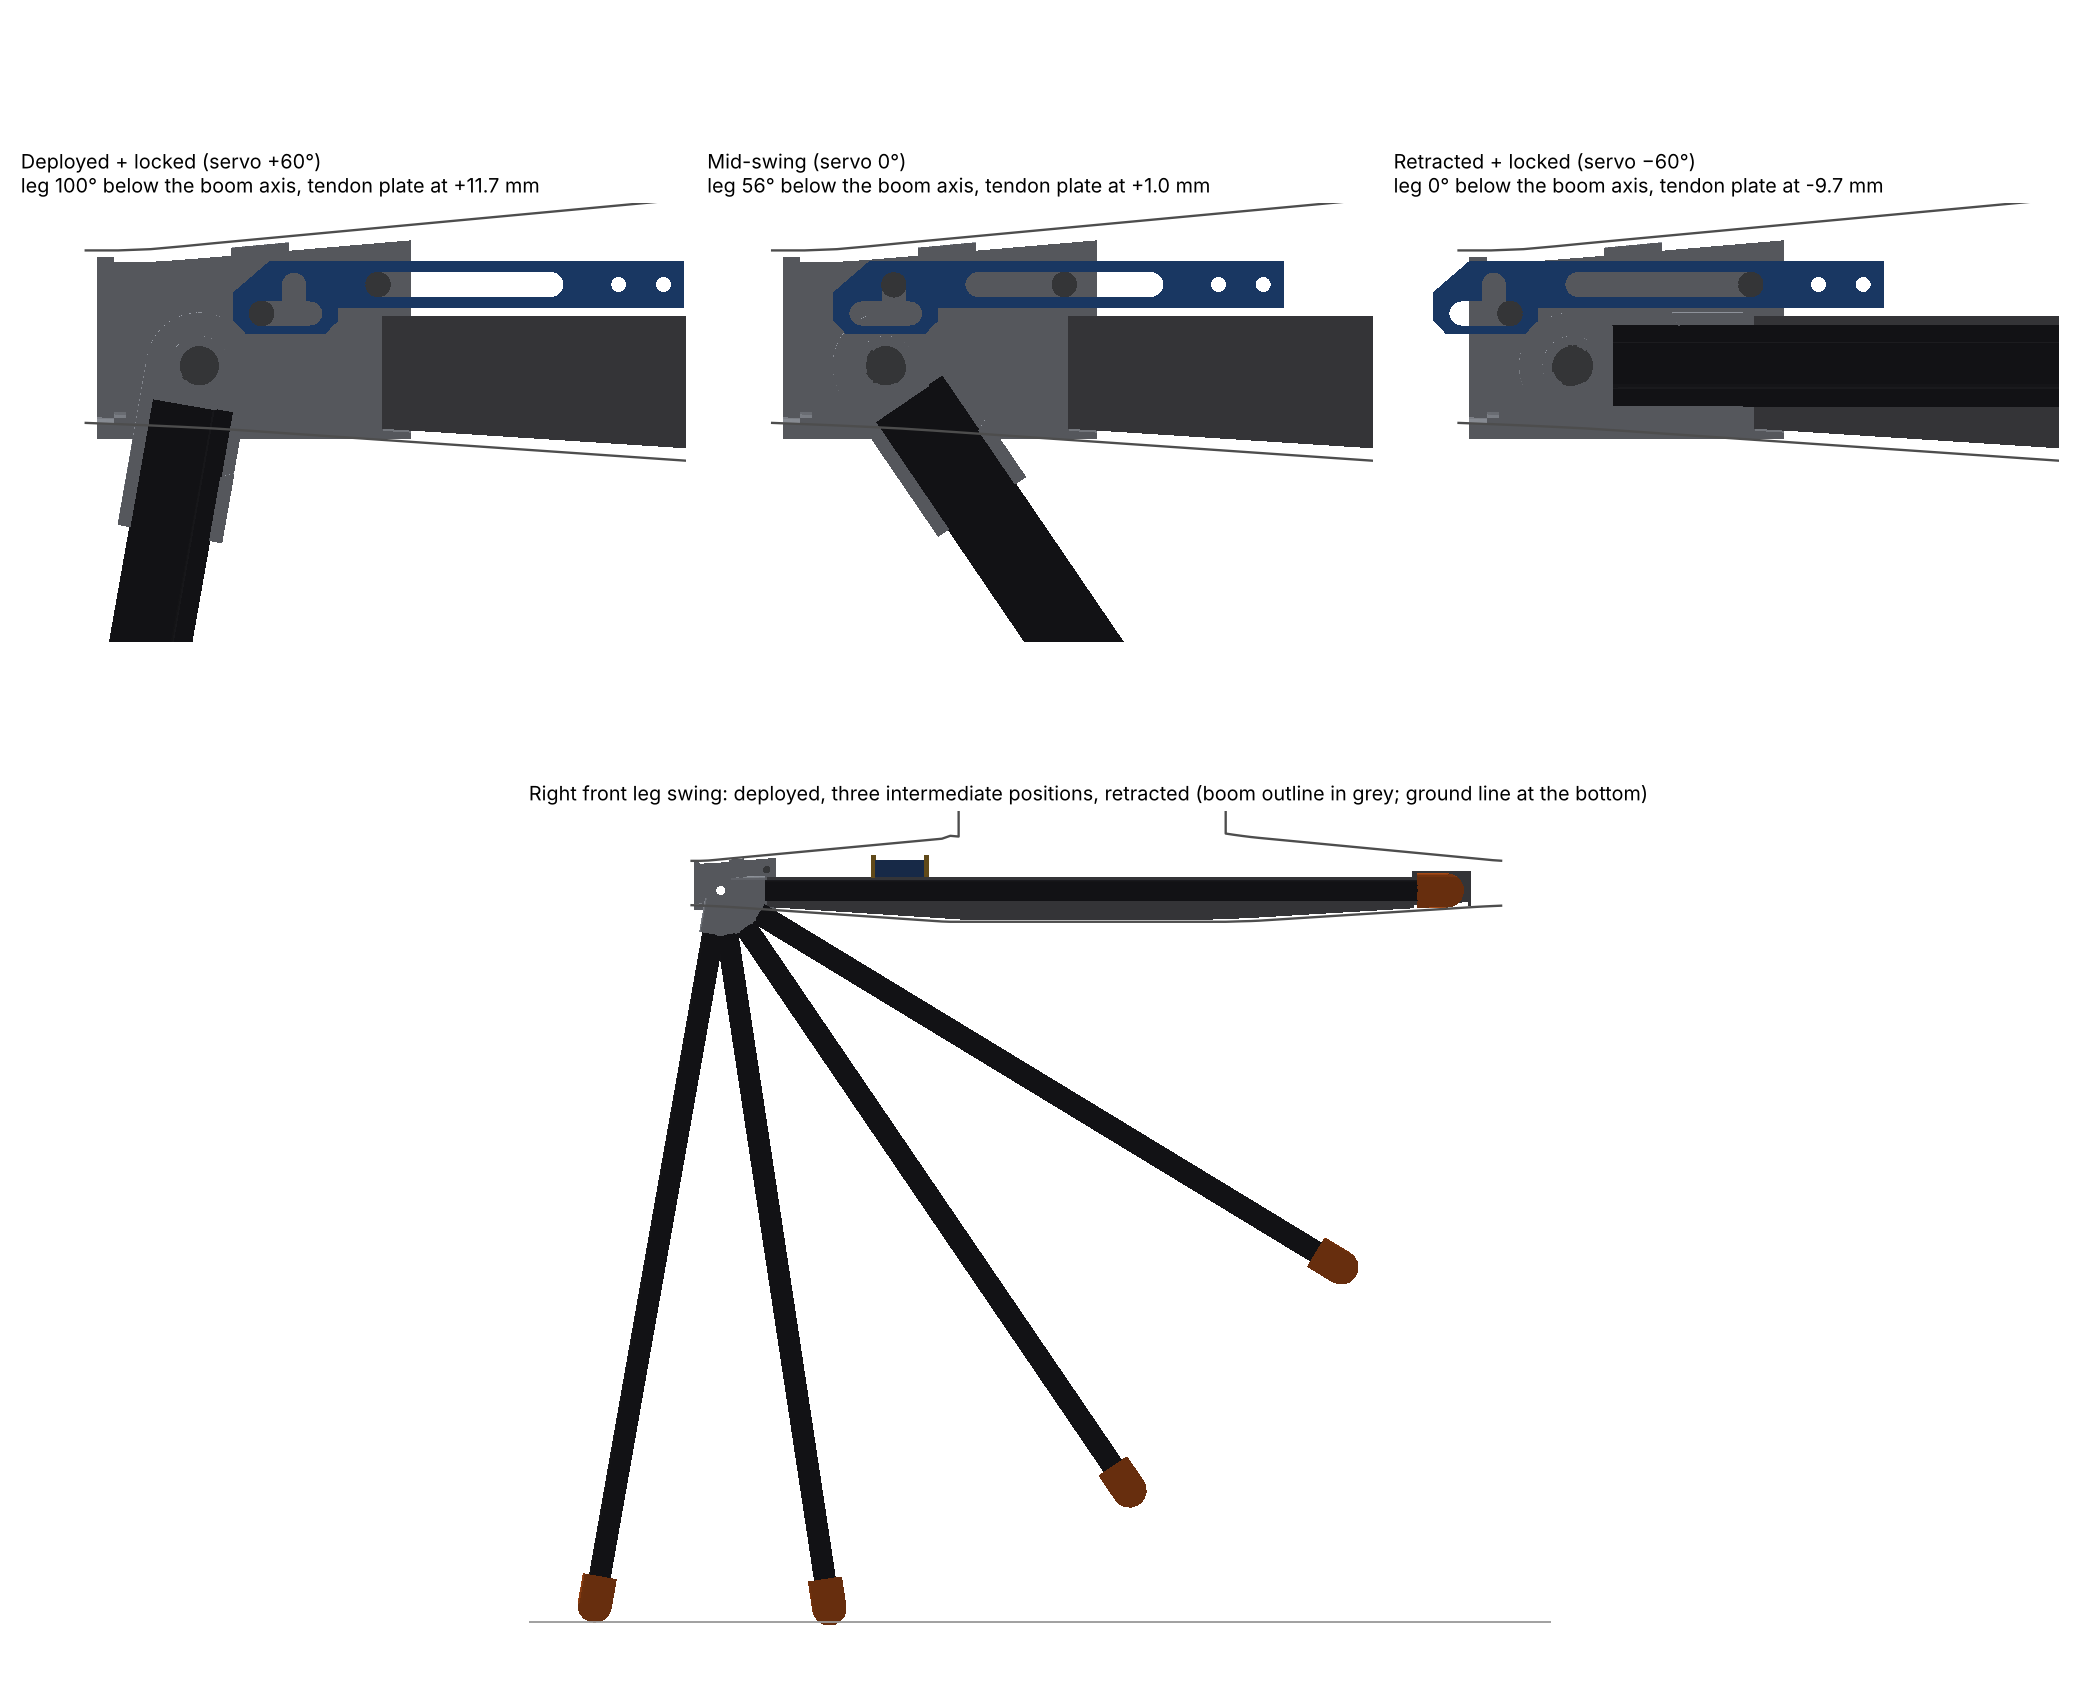 Deployed + locked (servo +60°)
leg 100° below the boom axis, tendon plate at +11.7 mm
Mid-swing (servo 0°)
leg 56° below the boom axis, tendon plate at +1.0 mm
Retracted + locked (servo −60°)
leg 0° below the boom axis, tendon plate at -9.7 mm
Right front leg swing: deployed, three intermediate positions, retracted (boom outline in grey; ground line at the bottom)